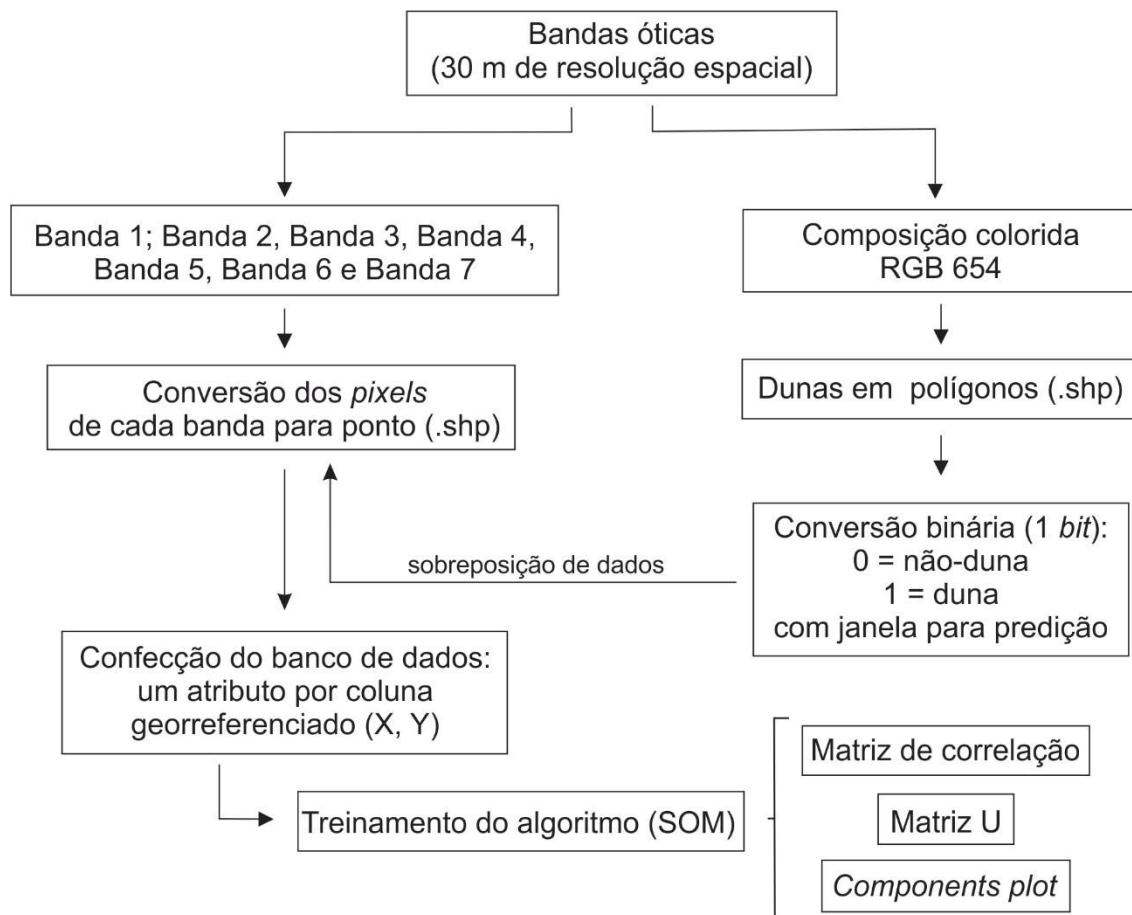 Bandas óticas
(30 m de resolução espacial)
Banda 1; Banda 2, Banda 3, Banda 4,
Banda 5, Banda 6 e Banda 7
Composição colorida
RGB 654
Conversão dos pixels
de cada banda para ponto (.shp)
Dunas em polígonos (.shp)
Conversão binária (1 bit):
0 = não-duna
1 = duna
com janela para predição
sobreposição de dados
Confecção do banco de dados:
um atributo por coluna
georreferenciado (X, Y)
Treinamento do algoritmo (SOM)
Matriz de correlação
Matriz U
Components plot